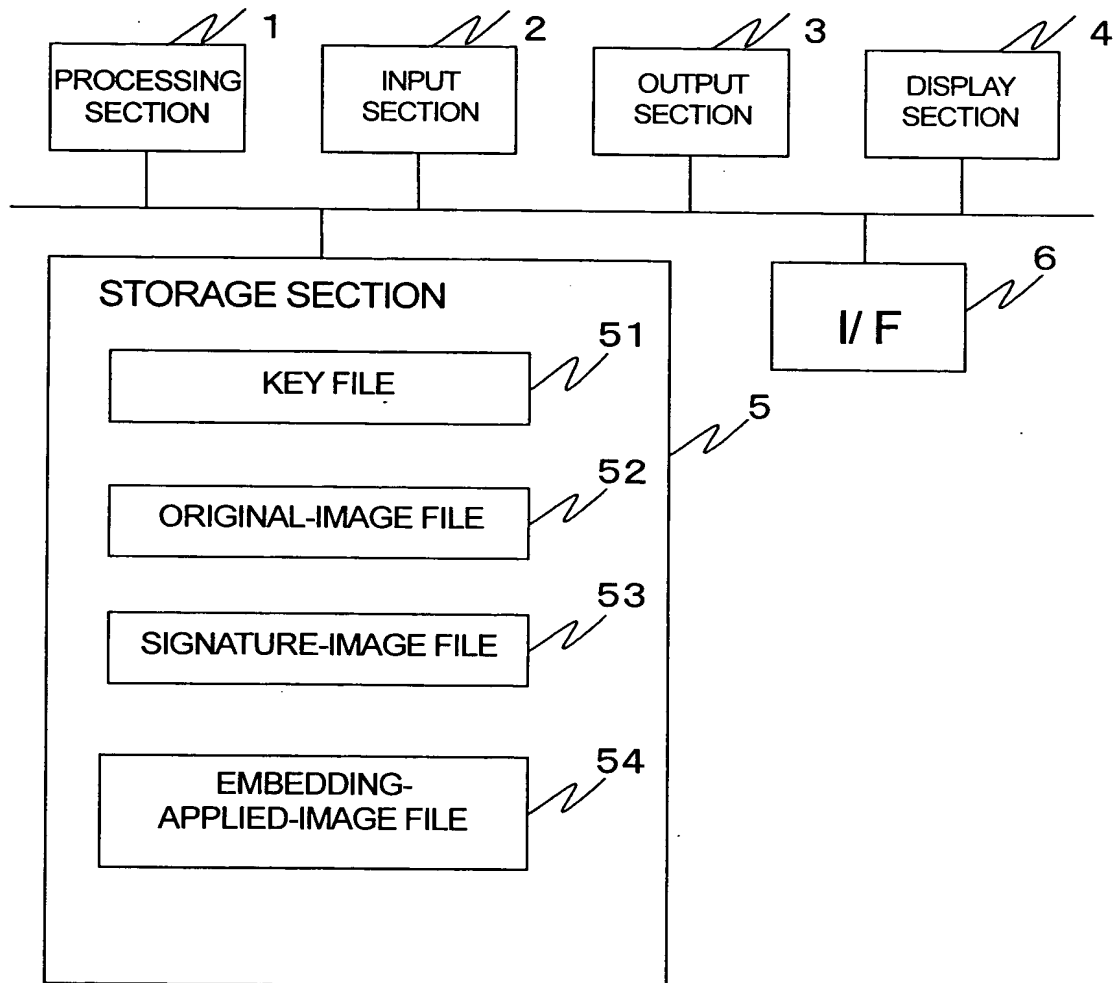 1
2
3
4
PROCESSING
SECTION
INPUT
SECTION
OUTPUT
SECTION
DISPLAY
SECTION
STORAGE SECTION
6
I/ F
51
KEY FILE
5
52
ORIGINAL-IMAGE FILE
53
SIGNATURE-IMAGE FILE
54
EMBEDDING-
APPLIED-IMAGE FILE